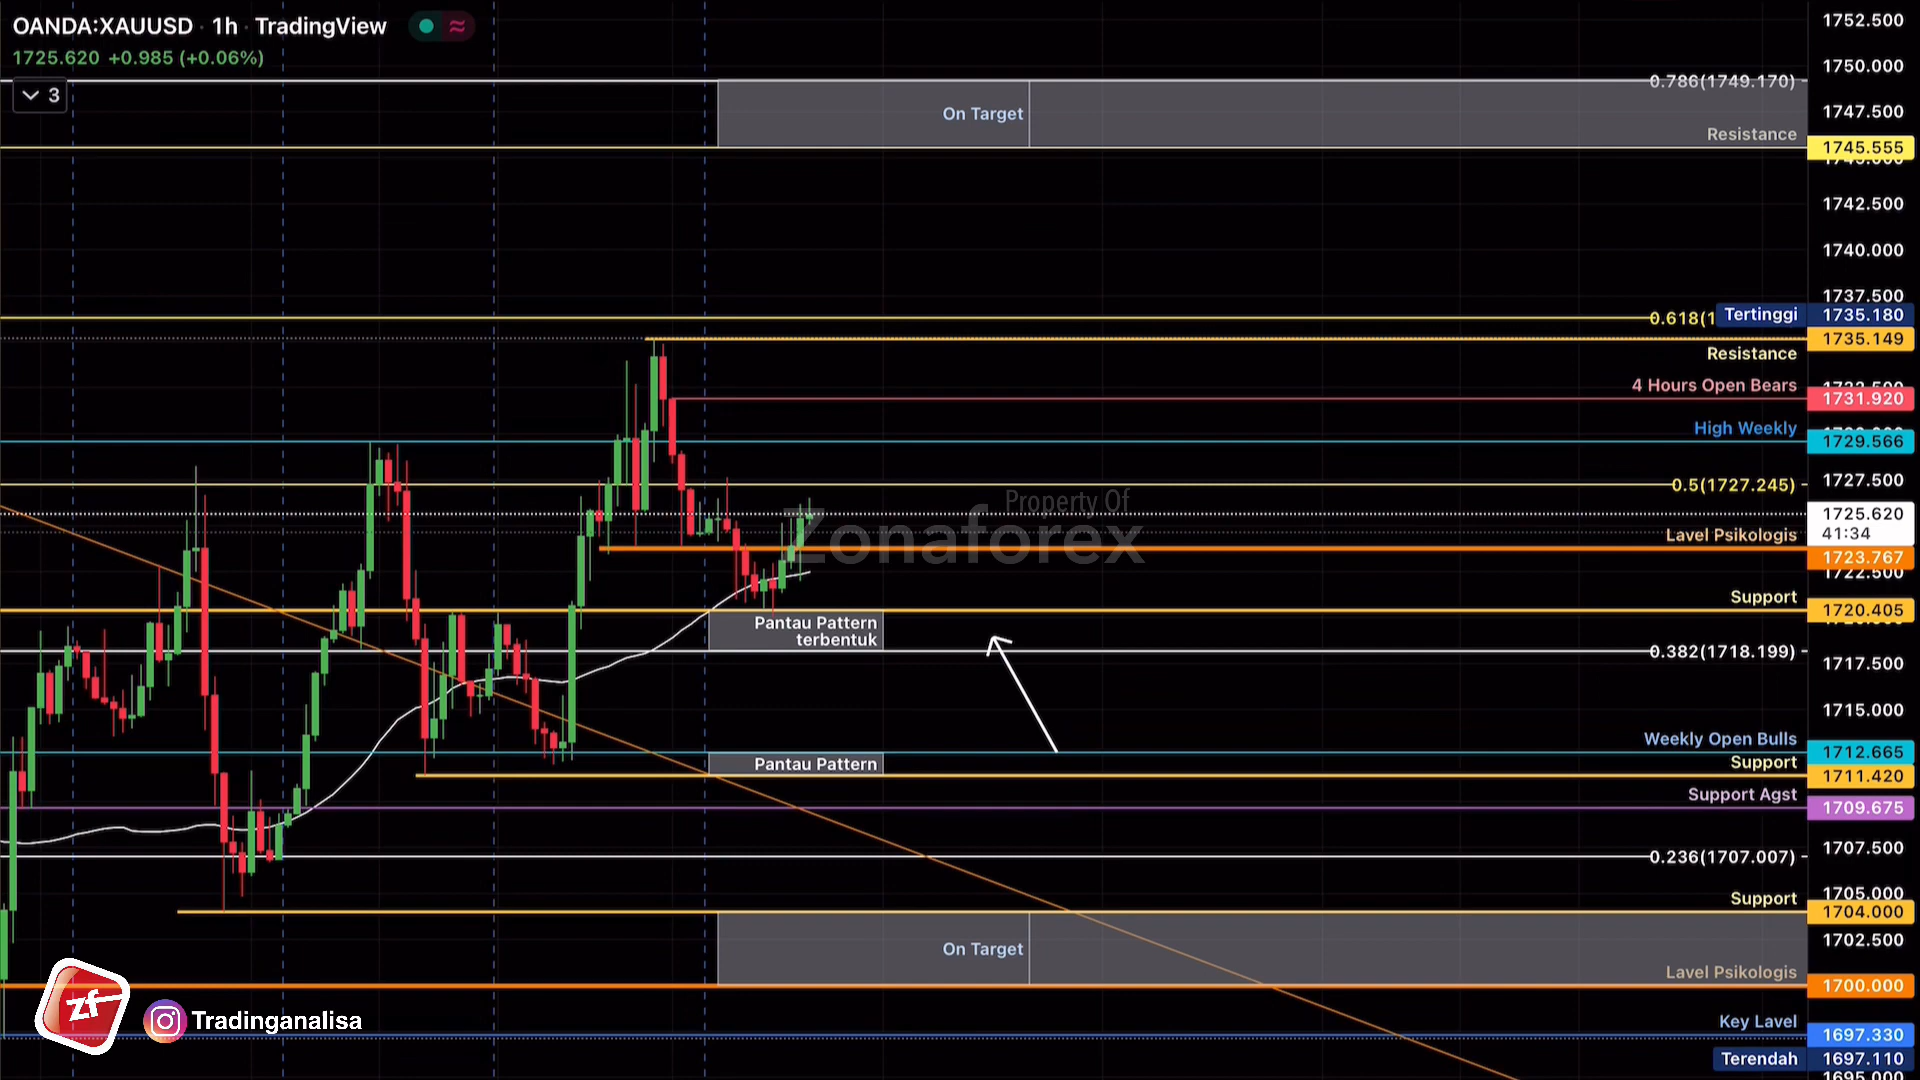 OANDA:XAUUSD · 1h · TradingView
1725.620 +0.985 (+0.06%)
3
1752.500
1750.000
0.786(1749.170)
On Target
1747.500
Resistance
1745.555
1742.500
1740.000
1737.500
0.618(1
Tertinggi
1735.180
1735.149
Resistance
4 Hours Open Bears
1731.920
High Weekly
1729.566
0.5(1727.245)
1727.500
Property Of
Zonaforex
1725.620
41:34
Lavel Psikologis
1723.767
1722.500
Support
1720.405
Pantau Pattern
terbentuk
0.382(1718.199)
1717.500
1715.000
Weekly Open Bulls
1712.665
Pantau Pattern
Support
1711.420
Support Agst
1709.675
1707.500
0.236(1707.007)
1705.000
Support
1704.000
On Target
1702.500
Lavel Psikologis
1700.000
zf
Tradinganalisa
Key Lavel
1697.330
Terendah
1697.110
1695.000